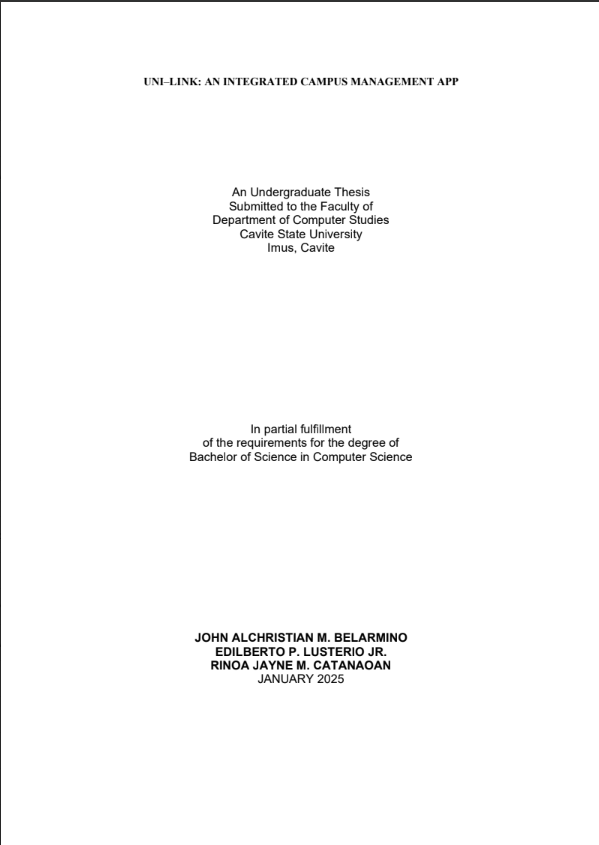 UNI–LINK: AN INTEGRATED CAMPUS MANAGEMENT APP
An Undergraduate Thesis
Submitted to the Faculty of
Department of Computer Studies
Cavite State University
Imus, Cavite
In partial fulfillment
of the requirements for the degree of
Bachelor of Science in Computer Science
JOHN ALCHRISTIAN M. BELARMINO
EDILBERTO P. LUSTERIO JR.
RINOA JAYNE M. CATANAOAN
JANUARY 2025